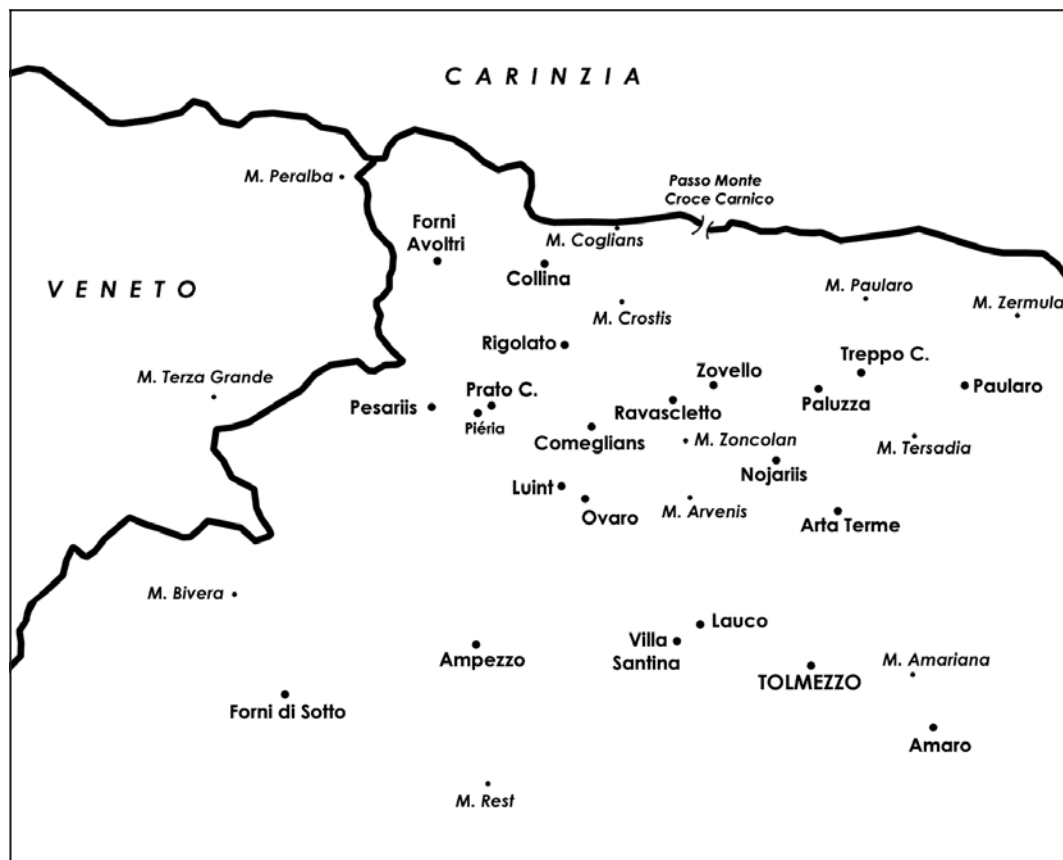 CARINZIA
M. Peralba
Passo Monte
Croce Carnico
Forni
Avoltri
M. Coglians
Collina
VENETO
M. Paularo
M. Zermula
M. Crostis
Rigolato
Treppo C.
Zovello
M. Terza Grande
Prato C.
Paularo
Pesariis
Ravascletto
Paluzza
Piéria
Comeglians
M. Zoncolan
M. Tersadia
Nojariis
Luint
Ovaro
M. Arvenis
Arta Terme
M. Bivera
Lauco
Villa
Santina
Ampezzo
M. Amariana
TOLMEZZO
Forni di Sotto
Amaro
M. Rest